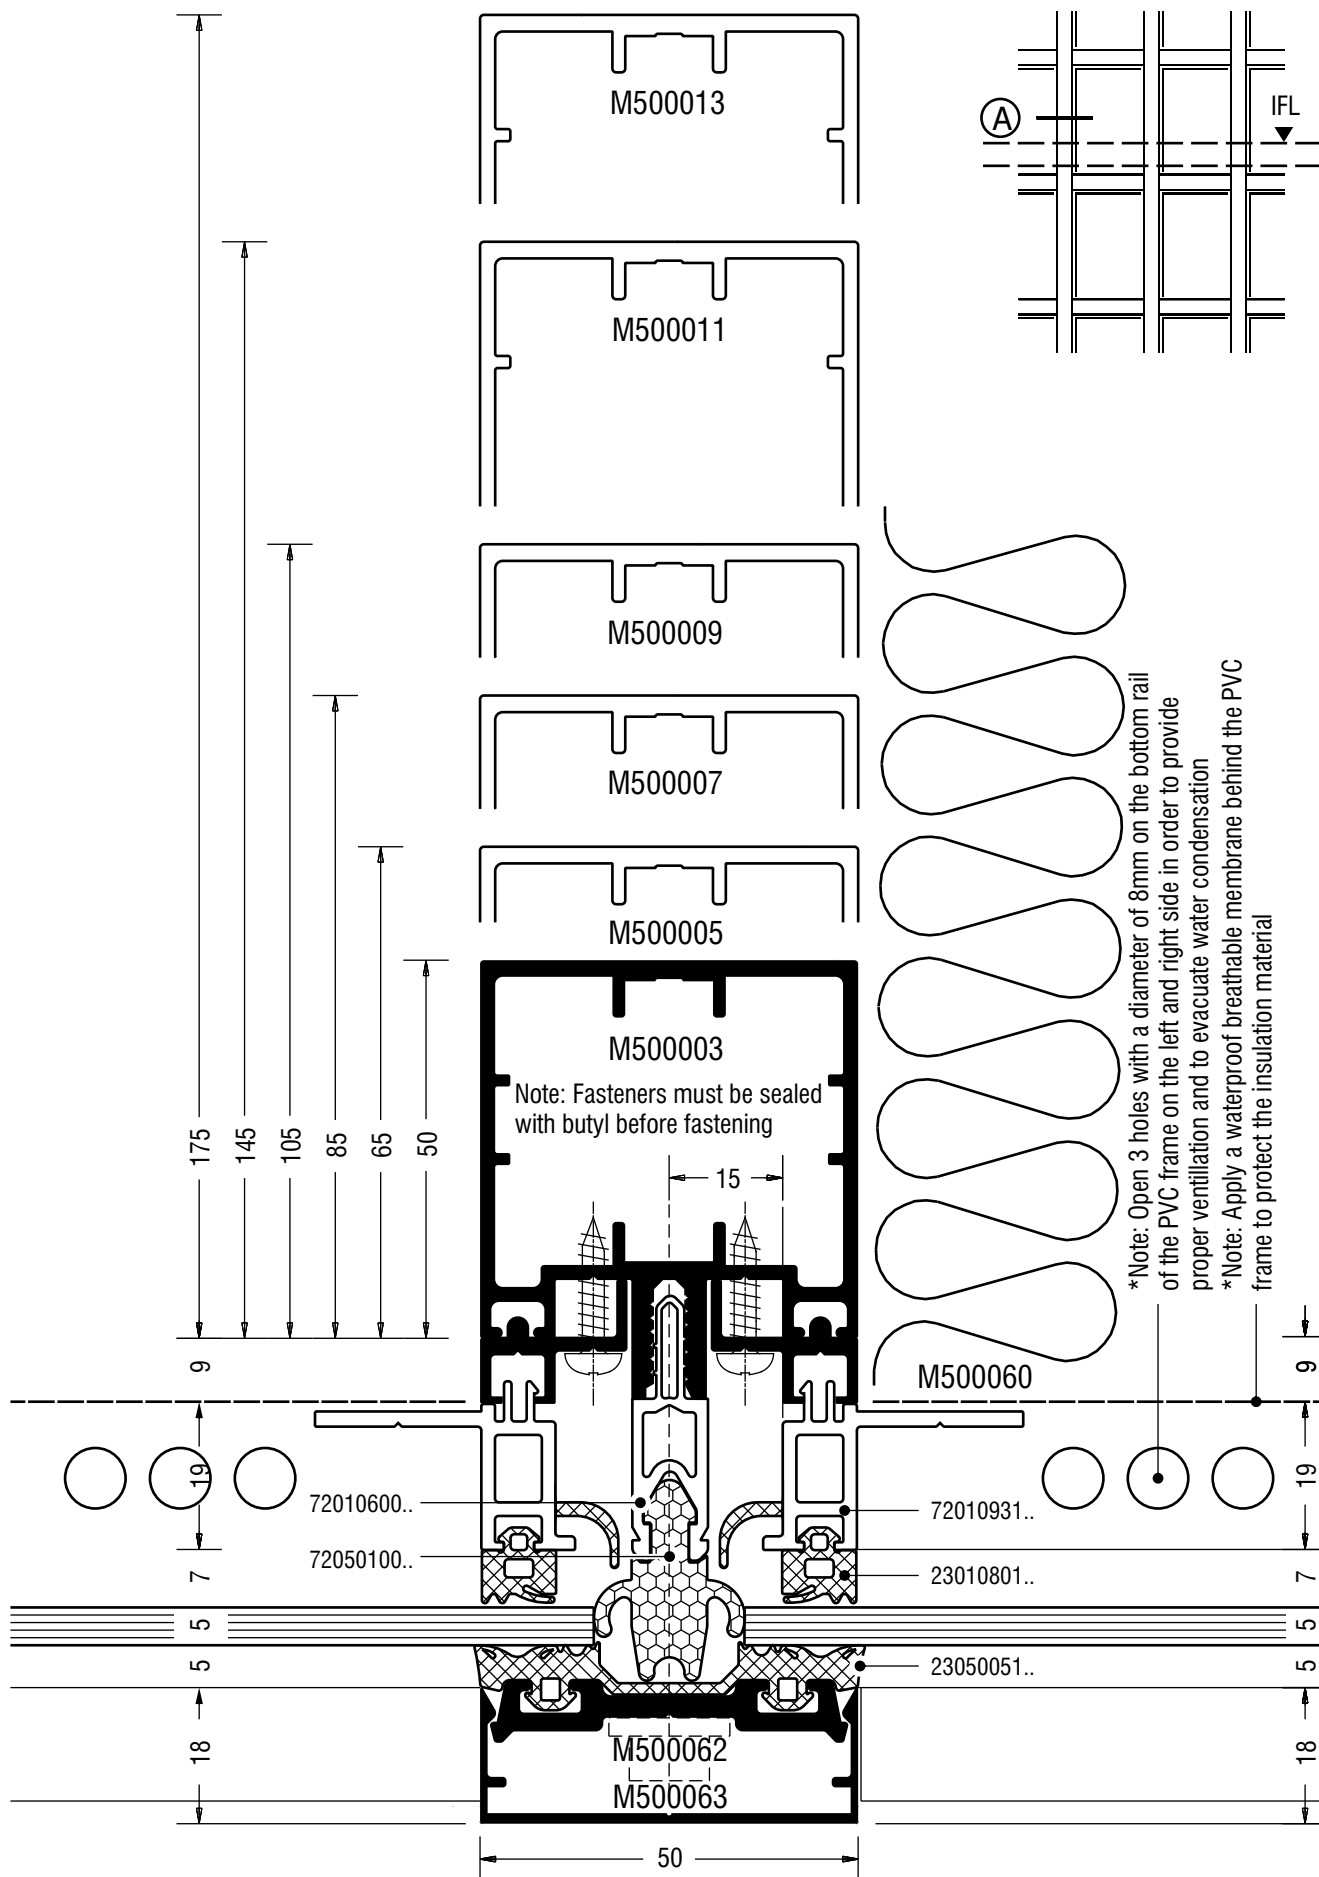 M500013
A
IFL
M500011
M500009
M500007
M500005
M500003
Note: Fasteners must be sealed
with butyl before fastening
15
175
145
105
85
65
50
*Note: Open 3 holes with a diameter of 8mm on the bottom rail
of the PVC frame on the left and right side in order to provide
proper ventillation and to evacuate water condensation
*Note: Apply a waterproof breathable membrane behind the PVC
frame to protect the insulation material
M500060
9
9
19
19
72010600..
72010931..
72050100..
23010801..
7
7
5
5
5
5
23050051..
18
18
M500062
M500063
50